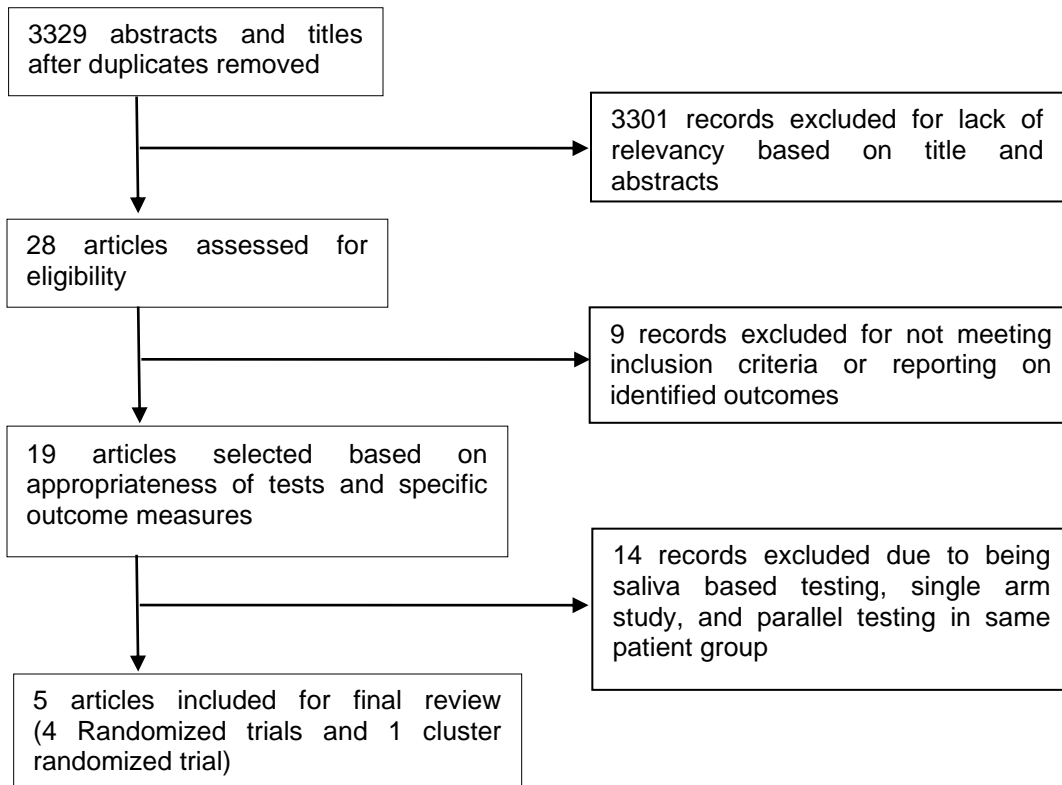 3329 abstracts and titles
after duplicates removed
3301 records excluded for lack of
relevancy based on title and
abstracts
28 articles assessed for
eligibility
9 records excluded for not meeting
inclusion criteria or reporting on
identified outcomes
19 articles selected based on
appropriateness of tests and specific
outcome measures
14 records excluded due to being
saliva based testing, single arm
study, and parallel testing in same
patient group
5 articles included for final review
(4 Randomized trials and 1 cluster
randomized trial)